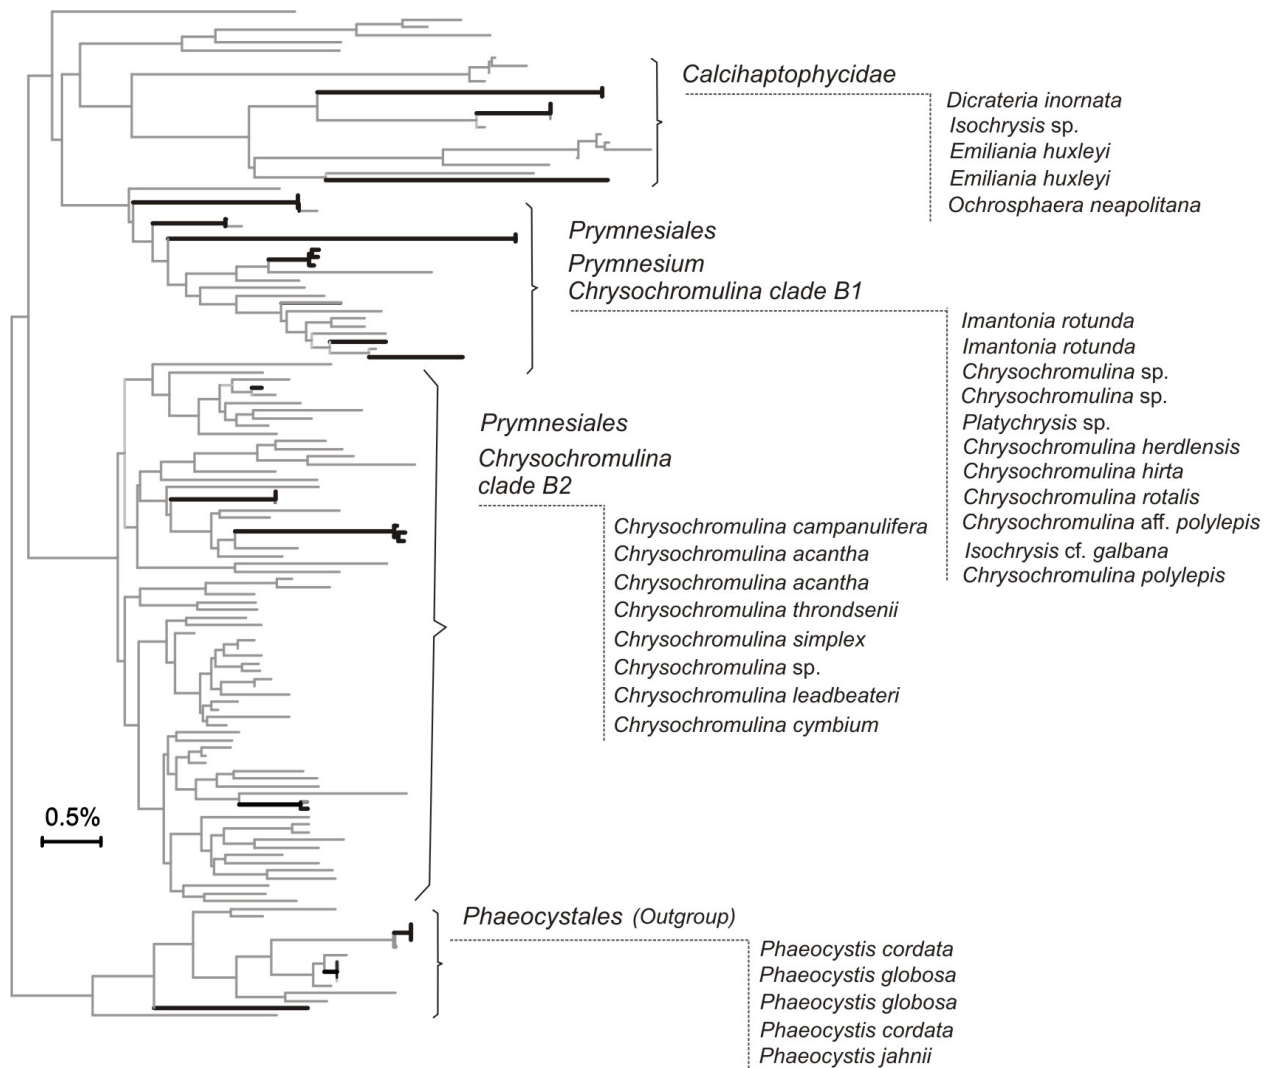 Calcihaptophycidae
Dicrateria inornata
Isochrysis sp.
Emiliania huxleyi
Emiliania huxleyi
Ochrosphaera neapolitana
Prymnesiales
Prymnesium
Chrysochromulina clade B1
Imantonia rotunda
Imantonia rotunda
Chrysochromulina sp.
Chrysochromulina sp.
Platychrysis sp.
Chrysochromulina herdlensis
Chrysochromulina hirta
Chrysochromulina rotalis
Chrysochromulina aff. polylepis
Isochrysis cf. galbana
Chrysochromulina polylepis
Prymnesiales
Chrysochromulina
clade B2
Chrysochromulina campanulifera
Chrysochromulina acantha
Chrysochromulina acantha
Chrysochromulina throndsenii
Chrysochromulina simplex
Chrysochromulina sp.
Chrysochromulina leadbeateri
Chrysochromulina cymbium
0.5%
Phaeocystales (Outgroup)
Phaeocystis cordata
Phaeocystis globosa
Phaeocystis globosa
Phaeocystis cordata
Phaeocystis jahnii